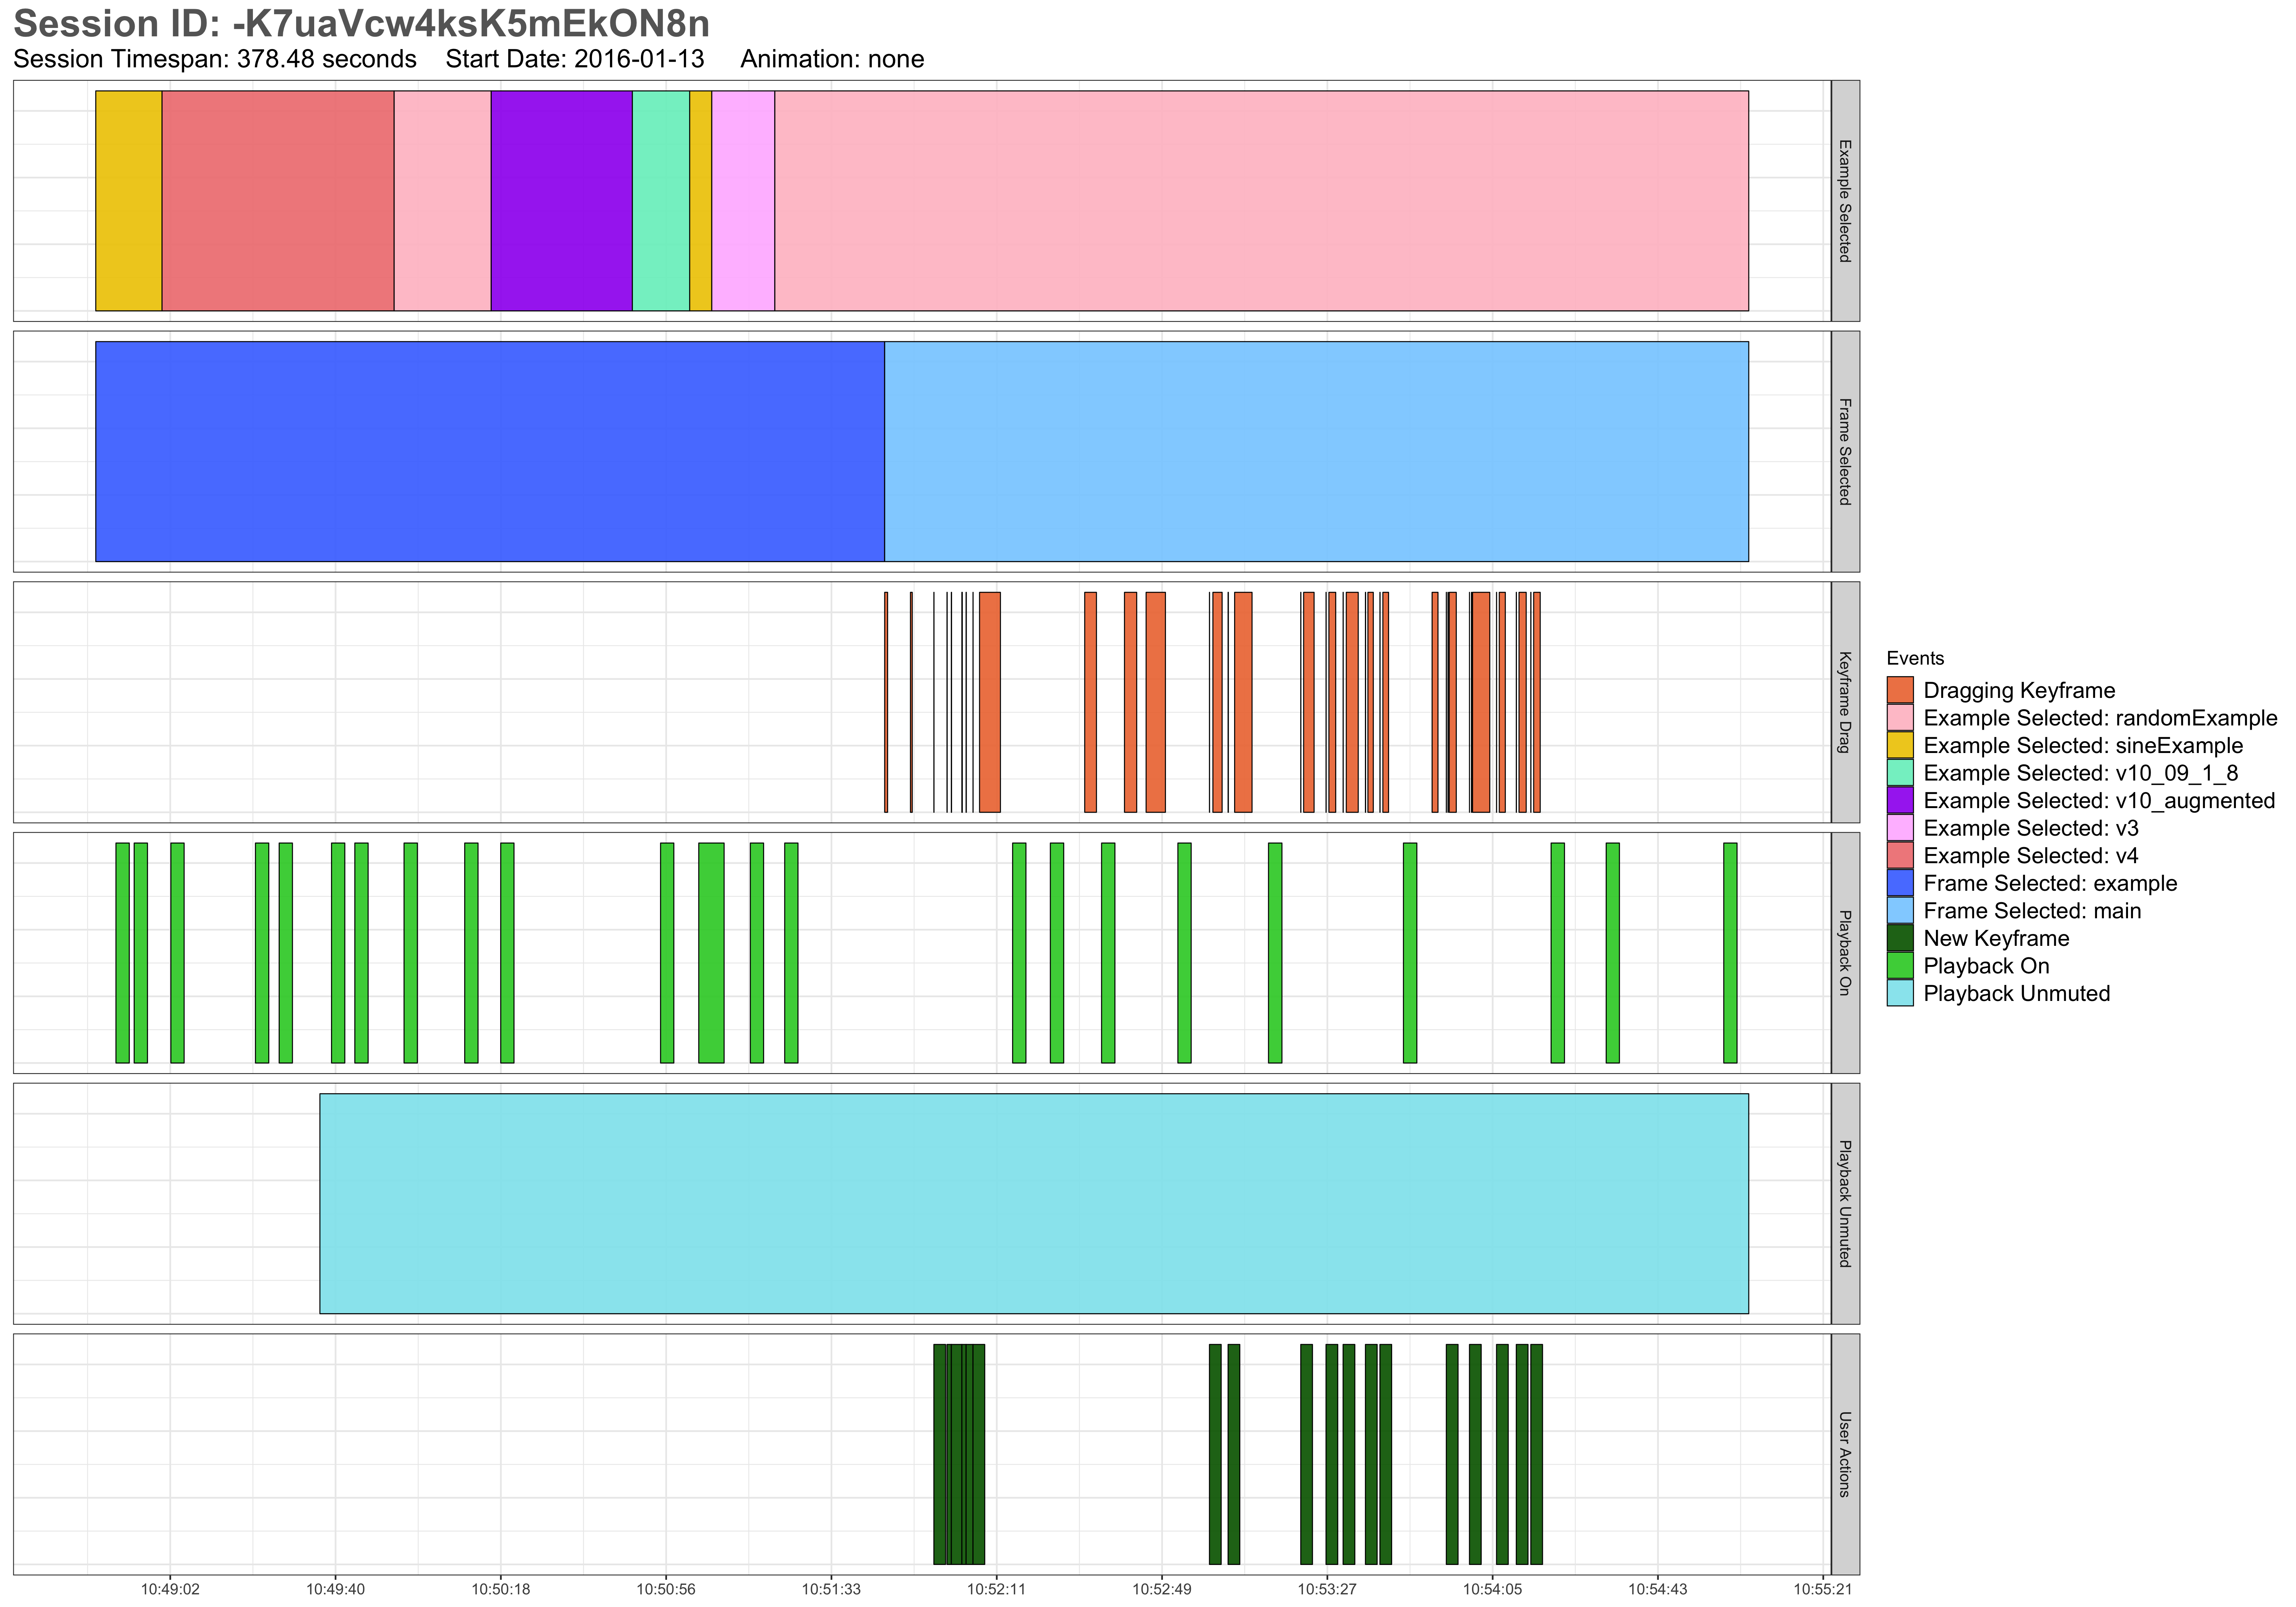 Session ID: -K7uaVcw4ksK5mEkON8n
Session Timespan: 378.48 seconds    Start Date: 2016-01-13     Animation: none
Example Selected
Frame Selected
Keyframe Drag
Playback On
Playback Unmuted
User Actions
10:49:02 10:49:40 10:50:18 10:50:56 10:51:33 10:52:11 10:52:49 10:53:27 10:54:05 10:54:43 10:55:21
Events
Dragging Keyframe
Example Selected: randomExample
Example Selected: sineExample
Example Selected: v10_09_1_8
Example Selected: v10_augmented
Example Selected: v3
Example Selected: v4
Frame Selected: example
Frame Selected: main
New Keyframe
Playback On
Playback Unmuted